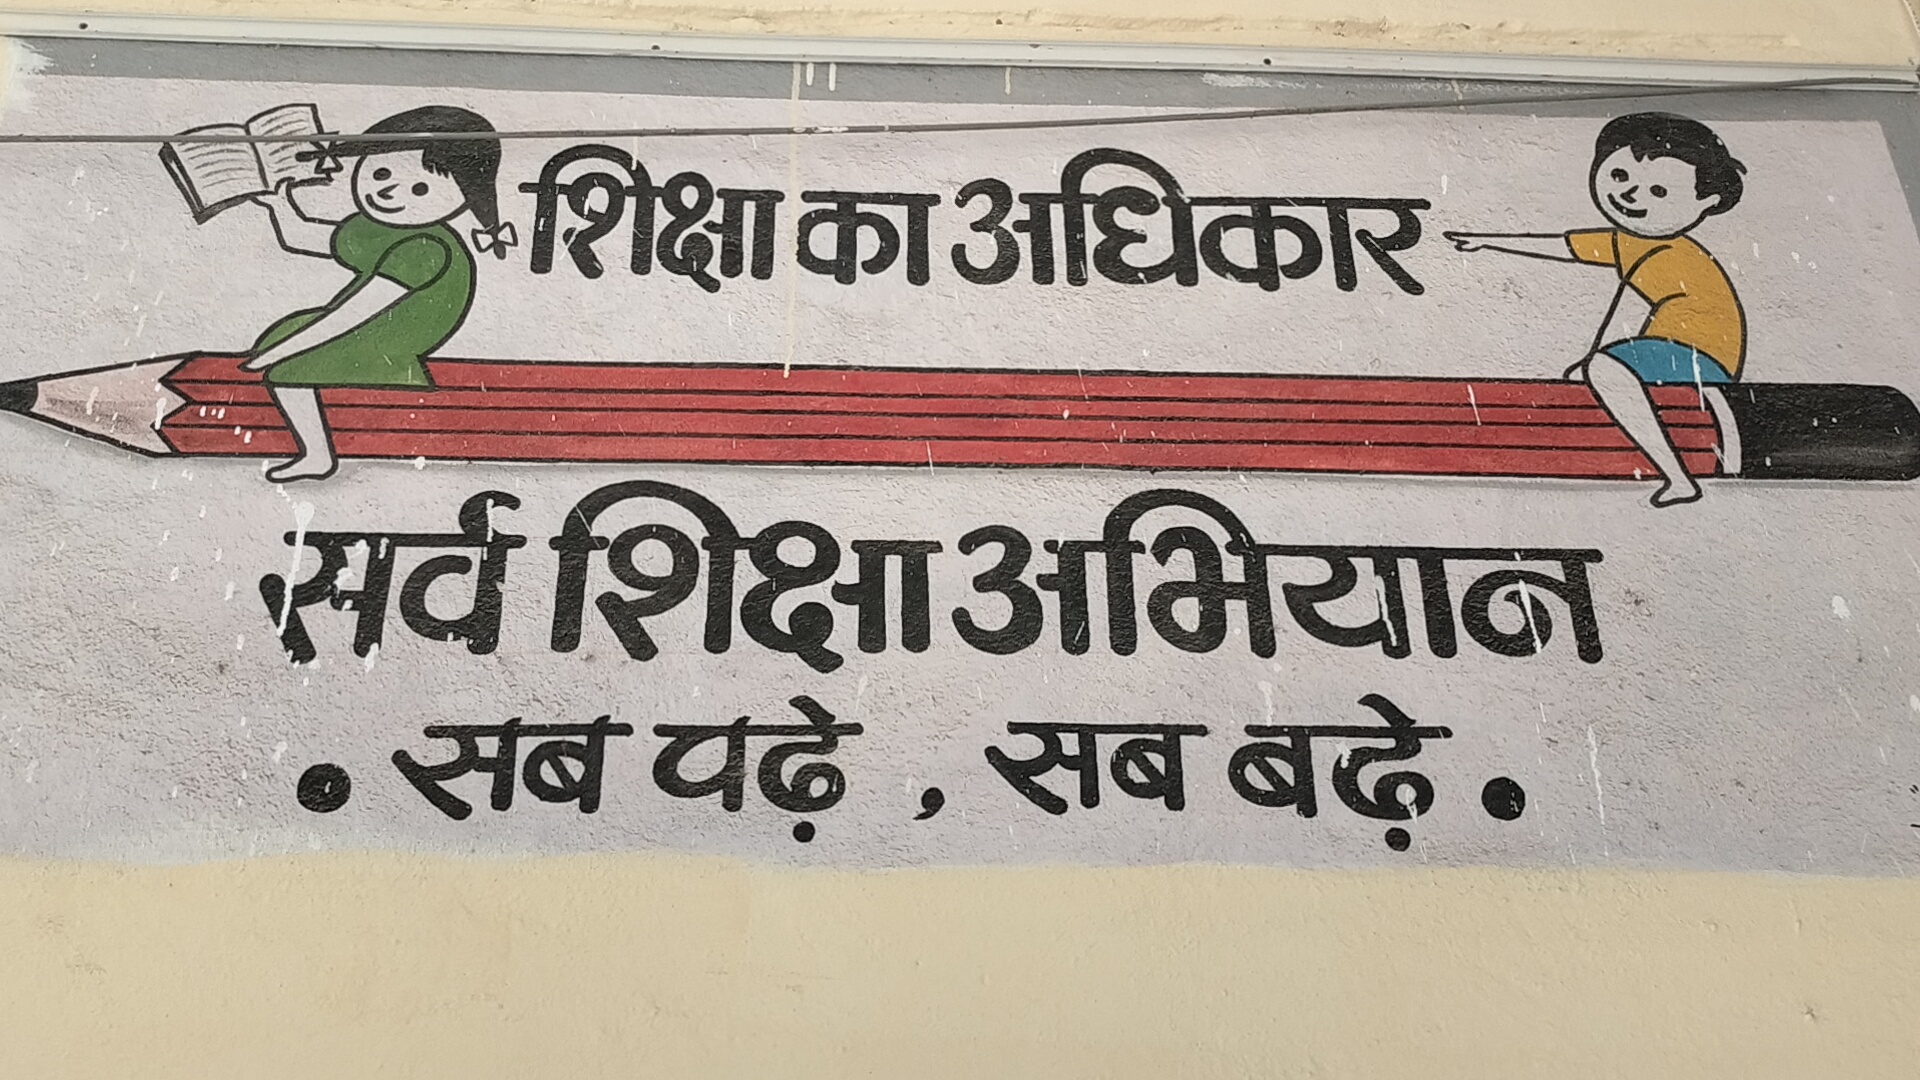 शिक्षा का अधिकार
सर्व शिक्षा अभियान
• सब पढ़े , सब बढ़े •